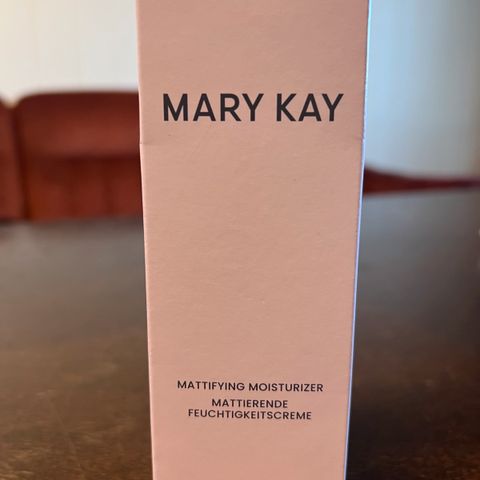 MARY KAY
MATTIFYING MOISTURIZER
MATTIERENDE
FEUCHTIGKEITSCREME